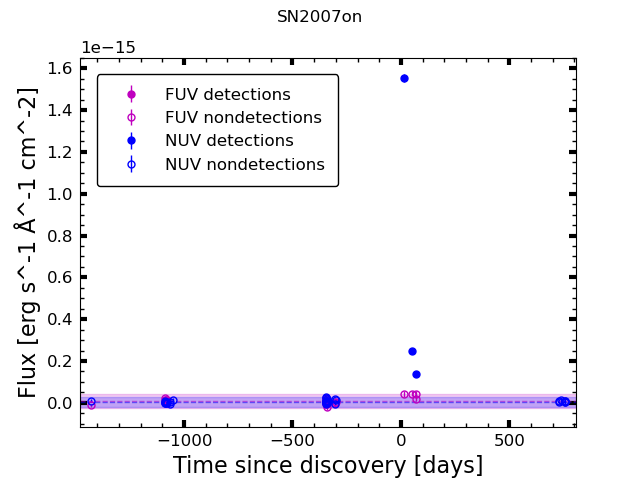 SN2007on
1e−15
FUV detections
FUV nondetections
NUV detections
NUV nondetections
1.6
1.4
1.2
1.0
0.8
0.6
0.4
0.2
0.0
Flux [erg s^-1 Å^-1 cm^-2]
−1000
−500
0
500
Time since discovery [days]